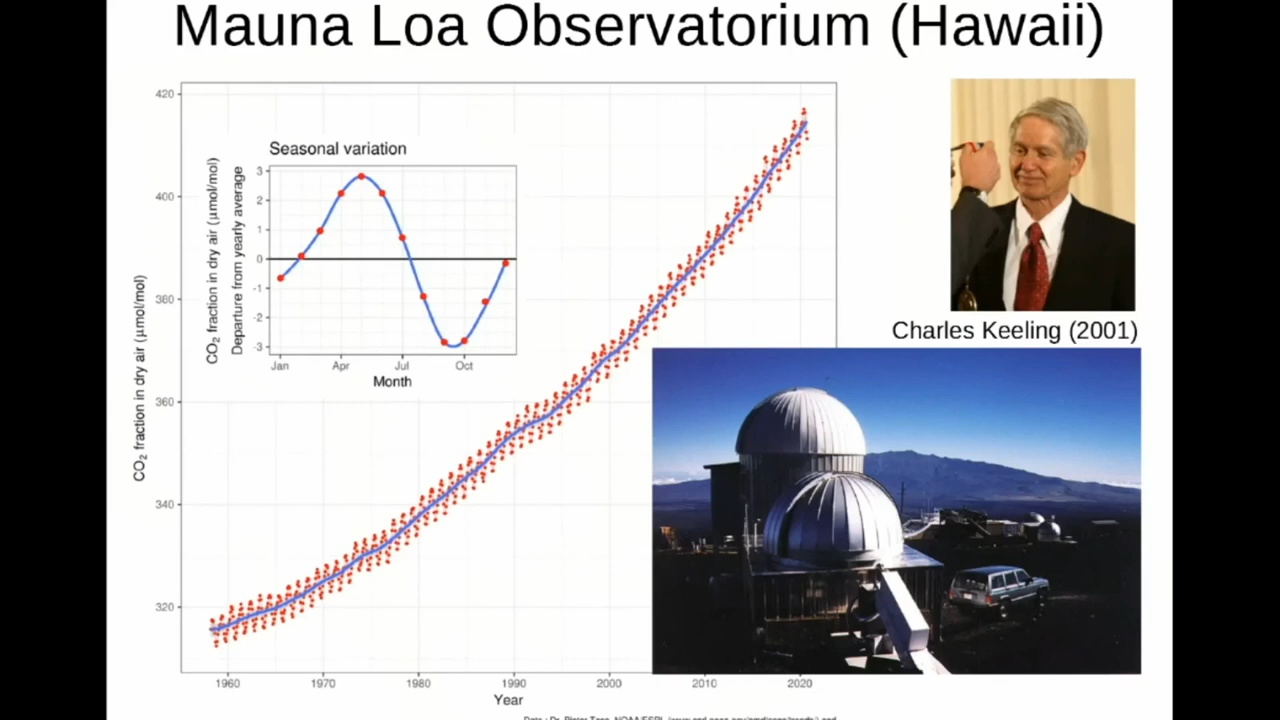 Mauna Loa Observatorium (Hawaii)
420
400
380
360
340
320
CO₂ fraction in dry air (µmol/mol)
1960
1970
1980
1990
2000
2010
2020
Year
Seasonal variation
CO₂ fraction in dry air (µmol/mol)
Departure from yearly average
3
2
1
0
-1
-2
-3
Jan
Apr
Jul
Oct
Month
Charles Keeling (2001)